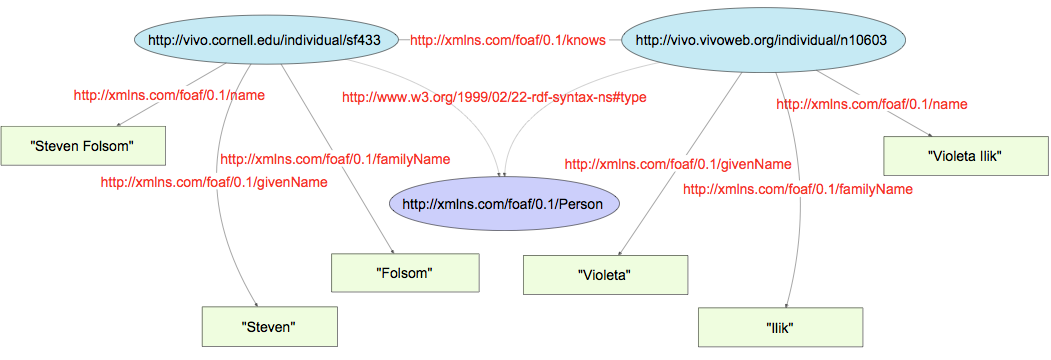 http://vivo.cornell.edu/individual/sf433
http://xmlns.com/foaf/0.1/knows
http://vivo.vivoweb.org/individual/n10603
http://xmlns.com/foaf/0.1/name
http://www.w3.org/1999/02/22-rdf-syntax-ns#type
http://xmlns.com/foaf/0.1/name
"Steven Folsom"
"Violeta Ilik"
http://xmlns.com/foaf/0.1/familyName
http://xmlns.com/foaf/0.1/givenName
http://xmlns.com/foaf/0.1/givenName
http://xmlns.com/foaf/0.1/familyName
http://xmlns.com/foaf/0.1/Person
"Folsom"
"Violeta"
"Steven"
"Ilik"